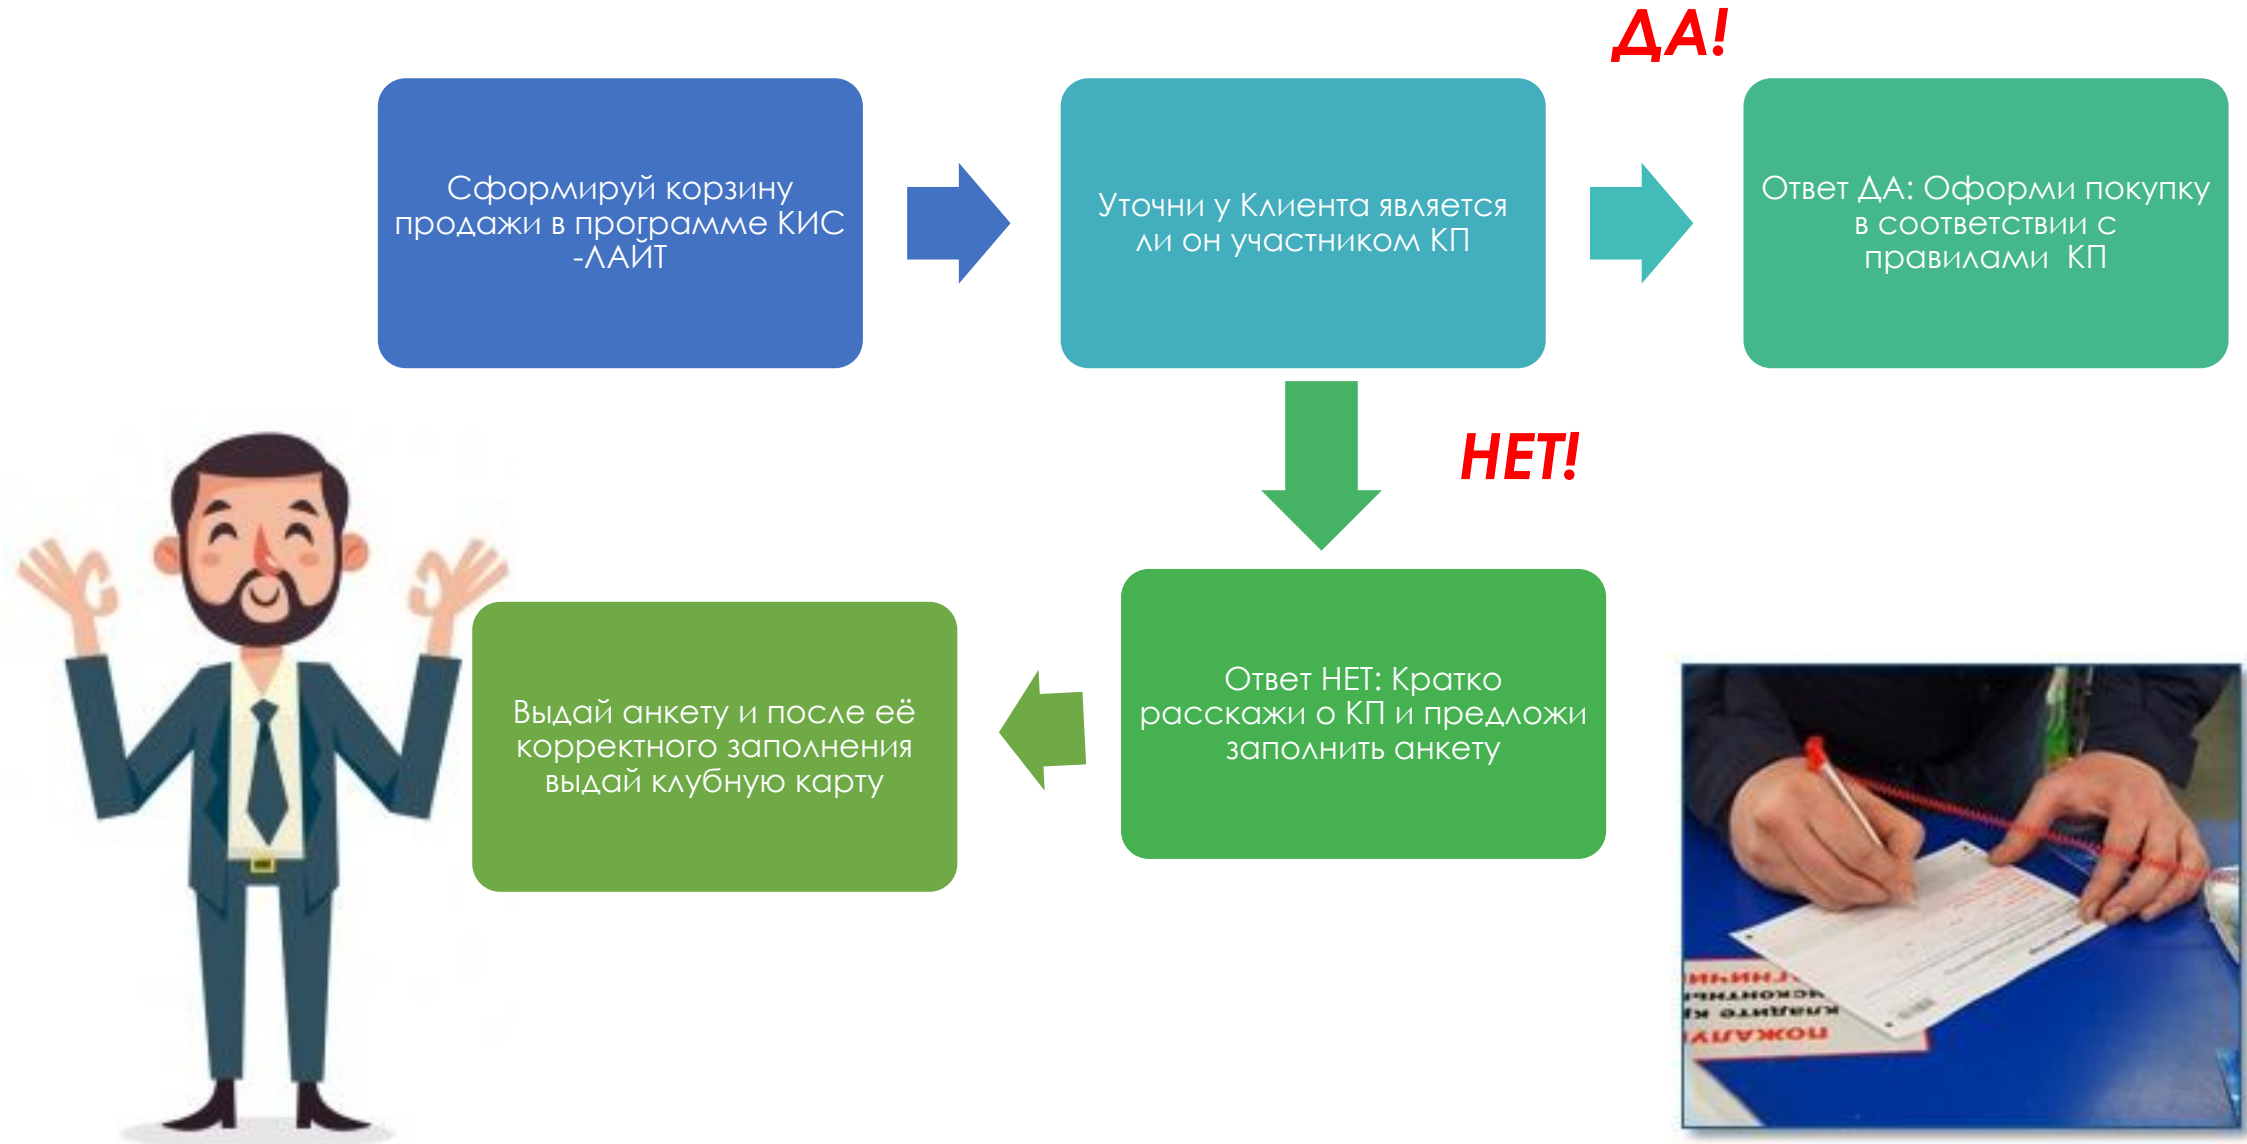 ДА!
Сформируй корзину
продажи в программе КИС
-ЛАЙТ
Уточни у Клиента является
ли он участником КП
Ответ ДА: Оформи покупку
в соответствии с
правилами КП
НЕТ!
Ответ НЕТ: Кратко
расскажи о КП и предложи
заполнить анкету
Выдай анкету и после её
корректного заполнения
выдай клубную карту